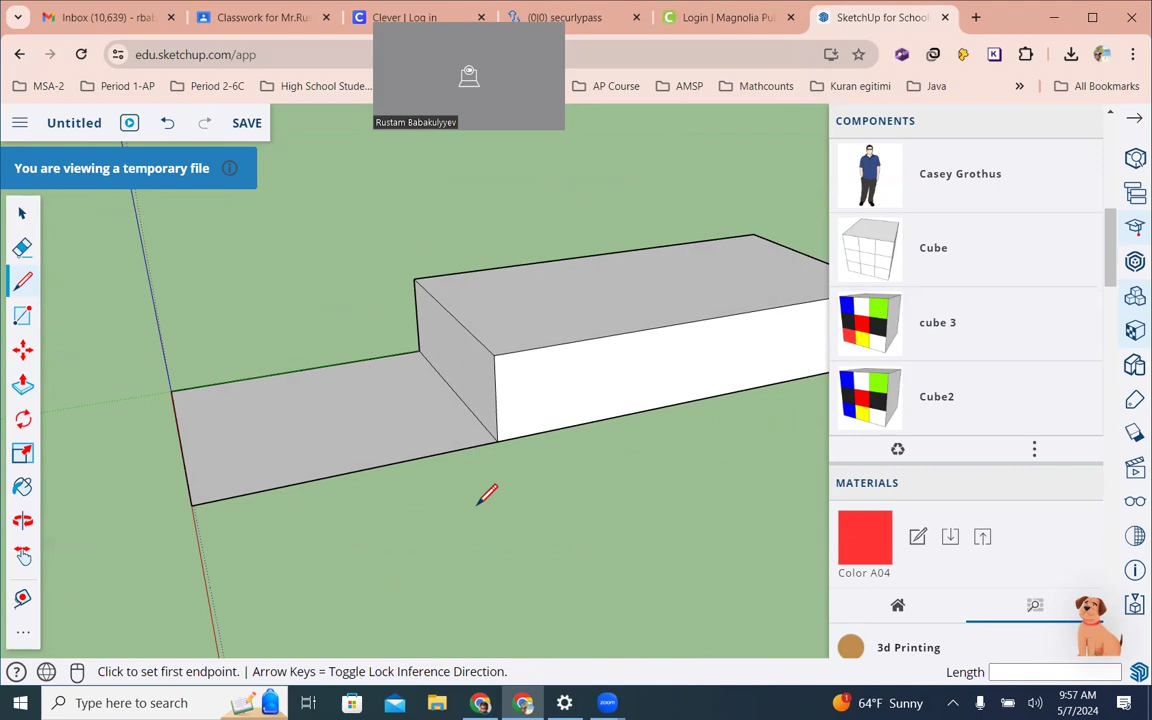 Inbox (10,639) - rbab
Classwork for Mr.Rus
Clever | Log in
(0|0) securlypass
Login | Magnolia Pu
SketchUp for School
edu.sketchup.com/app
MSA-2
Period 1-AP
Period 2-6C
High School Stude...
AP Course
AMSP
Mathcounts
Kuran egitimi
Java
»
All Bookmarks
Rustam Babakulyyev
Untitled
SAVE
You are viewing a temporary file
COMPONENTS
Casey Grothus
Cube
cube 3
Cube2
MATERIALS
Color A04
3d Printing
Click to set first endpoint. | Arrow Keys = Toggle Lock Inference Direction.
Length
Type here to search
64°F Sunny
9:57 AM
5/7/2024